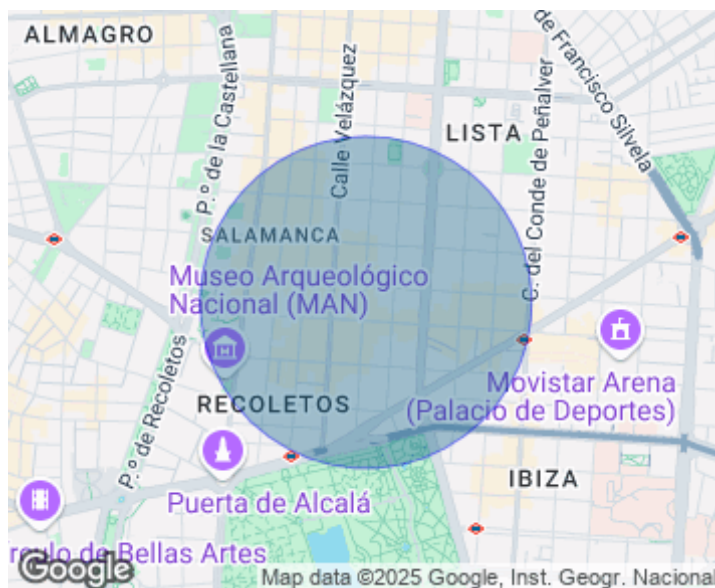 ALMAGRO
de Francisco Silvela
P.º de la Castellana
Calle Velázquez
LISTA
C. del Conde de Peñalver
SALAMANCA
Museo Arqueológico
Nacional (MAN)
P.º de Recoletos
RECOLETOS
Movistar Arena
(Palacio de Deportes)
IBIZA
Puerta de Alcalá
rculo de Bellas Artes
Google
Map data ©2025 Google, Inst. Geogr. Nacional